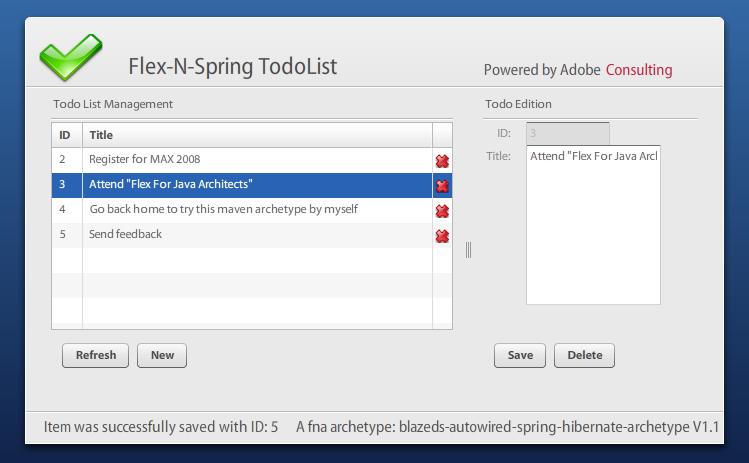 Flex-N-Spring TodoList
Powered by Adobe Consulting
Todo List Management
ID Title
2 Register for MAX 2008
3 Attend "Flex For Java Architects"
4 Go back home to try this maven archetype by myself
5 Send feedback
Refresh New
Todo Edition
ID: 3
Title: Attend "Flex For Java Arcl
Save Delete
Item was successfully saved with ID: 5 A fna archetype: blazeds-autowired-spring-hibernate-archetype V1.1